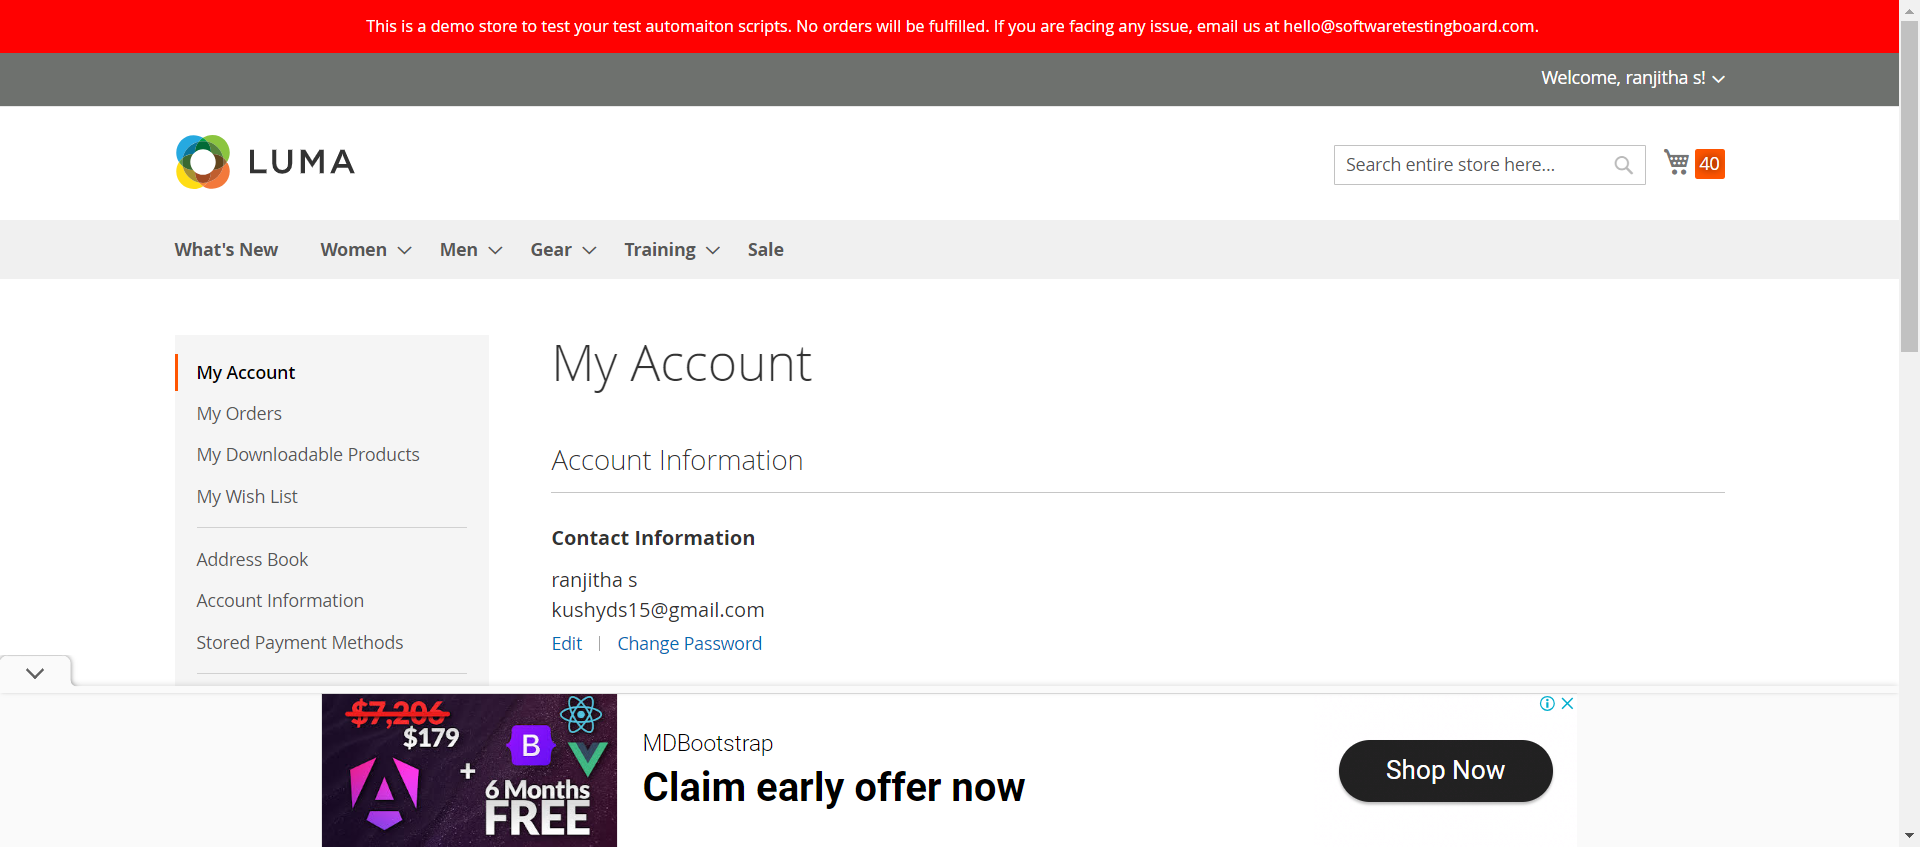 This is a demo store to test your test automaiton scripts. No orders will be fulfilled. If you are facing any issue, email us at hello@softwaretestingboard.com.
Welcome, ranjitha s!
LUMA
Search entire store here...
40
What's New
Women
Men
Gear
Training
Sale
My Account
My Orders
My Downloadable Products
My Wish List
Address Book
Account Information
Stored Payment Methods
My Account
Account Information
Contact Information
ranjitha s
kushyds15@gmail.com
Edit | Change Password
$7,206
$179
B
+
6 Months
FREE
MDBootstrap
Claim early offer now
Shop Now